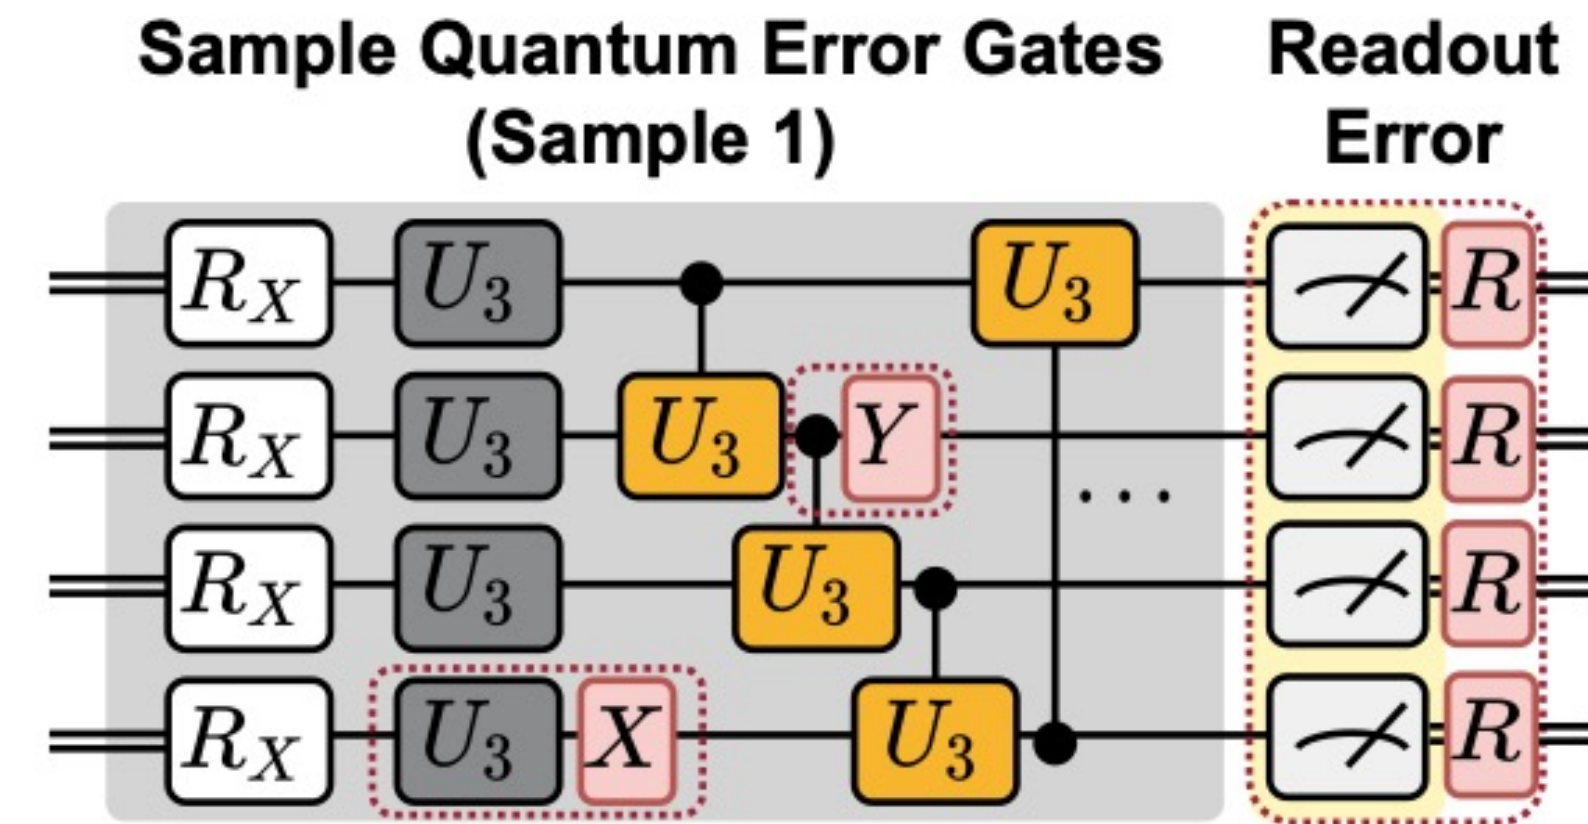 Sample Quantum Error Gates Readout
(Sample 1) Error
R_X U_3 U_3 R
R_X U_3 U_3 Y R
...
R_X U_3 U_3 R
R_X U_3 X U_3 R